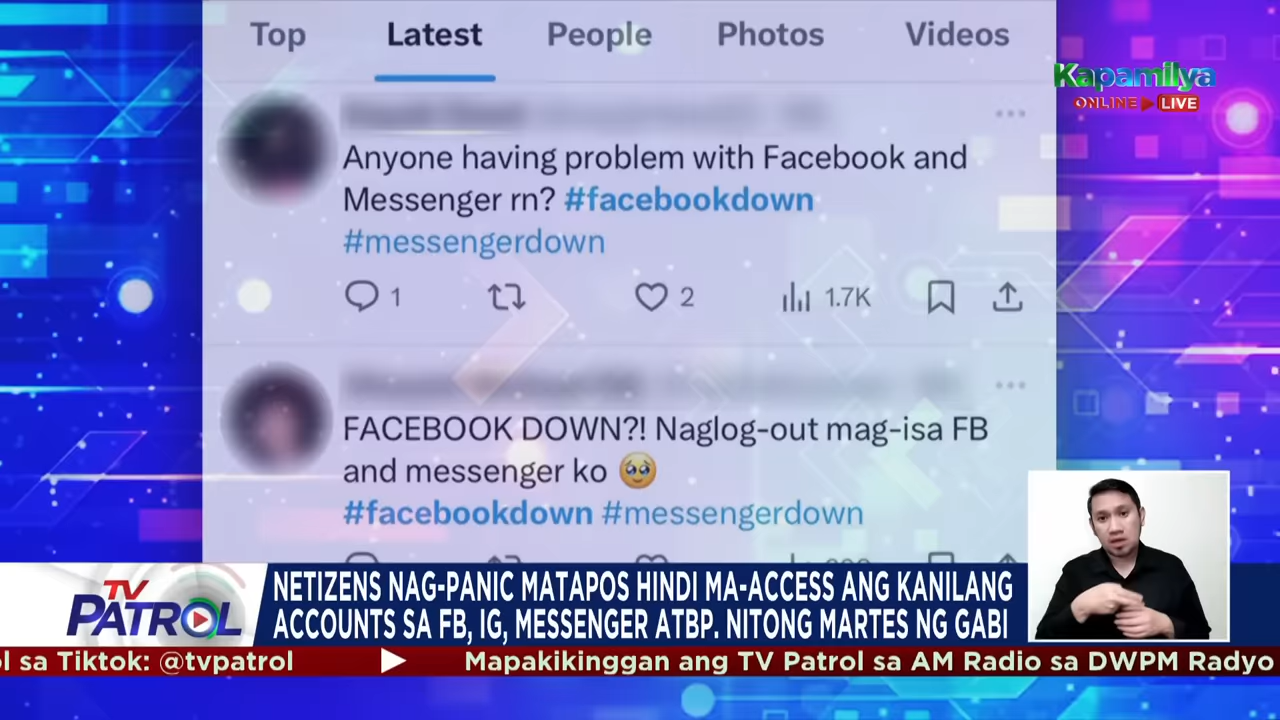 Top Latest People Photos Videos
Kapamilya
ONLINE LIVE
Anyone having problem with Facebook and
Messenger rn? #facebookdown
#messengerdown
1 2 1.7K
FACEBOOK DOWN?! Naglog-out mag-isa FB
and messenger ko 🥹
#facebookdown #messengerdown
TV PATROL
NETIZENS NAG-PANIC MATAPOS HINDI MA-ACCESS ANG KANILANG
ACCOUNTS SA FB, IG, MESSENGER ATBP. NITONG MARTES NG GABI
sa Tiktok: @tvpatrol Mapakikinggan ang TV Patrol sa AM Radio sa DWPM Radyo